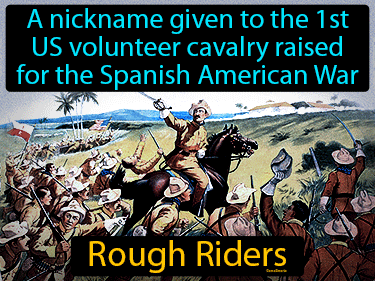 A nickname given to the 1st
US volunteer cavalry raised
for the Spanish American War
Rough Riders